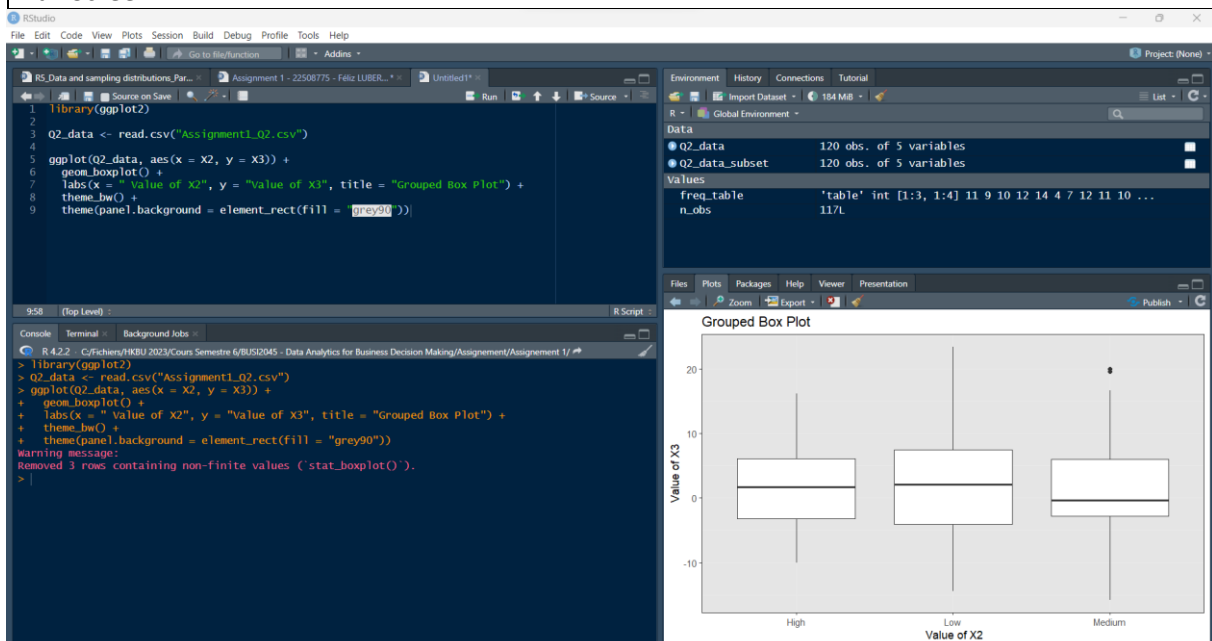 RStudio
File Edit Code View Plots Session Build Debug Profile Tools Help
Go to file/function Addins Project: (None)
R5_Data and sampling distributions_Par... Assignment 1 - 22508775 - Féliz LUBER...* Untitled1*
Source on Save Run Source
1 library(ggplot2)
2
3 Q2_data <- read.csv("Assignment1_Q2.csv")
4
5 ggplot(Q2_data, aes(x = X2, y = X3)) +
6 geom_boxplot() +
7 labs(x = " Value of X2", y = "Value of X3", title = "Grouped Box Plot") +
8 theme_bw() +
9 theme(panel.background = element_rect(fill = "grey90"))
9:58 (Top Level) R Script
Console Terminal Background Jobs
R 4.2.2 · C:/Fichiers/HKBU 2023/Cours Semestre 6/BUSI2045 - Data Analytics for Business Decision Making/Assignement/Assignement 1/
> library(ggplot2)
> Q2_data <- read.csv("Assignment1_Q2.csv")
> ggplot(Q2_data, aes(x = X2, y = X3)) +
+ geom_boxplot() +
+ labs(x = " Value of X2", y = "Value of X3", title = "Grouped Box Plot") +
+ theme_bw() +
+ theme(panel.background = element_rect(fill = "grey90"))
Warning message:
Removed 3 rows containing non-finite values (`stat_boxplot()`).
>
Environment History Connections Tutorial
Import Dataset 184 MiB List
R Global Environment
Data
Q2_data 120 obs. of 5 variables
Q2_data_subset 120 obs. of 5 variables
Values
freq_table 'table' int [1:3, 1:4] 11 9 10 12 14 4 7 12 11 10 ...
n_obs 117L
Files Plots Packages Help Viewer Presentation
Zoom Export Publish
Grouped Box Plot
20
10
0
-10
Value of X3
High Low Medium
Value of X2